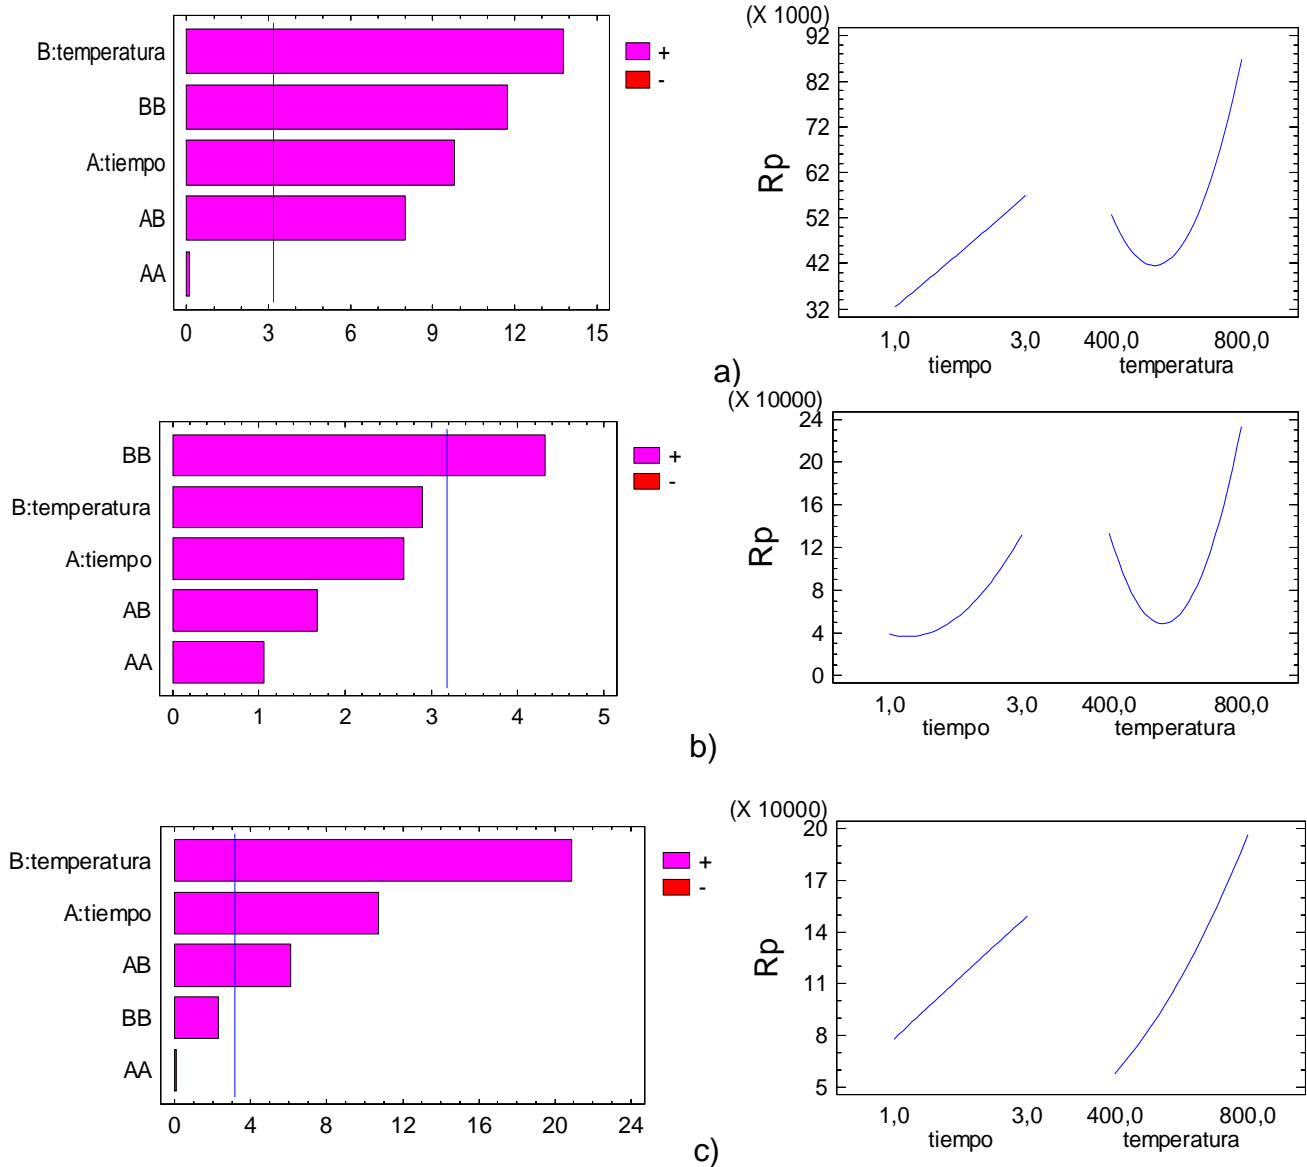 B:temperatura
BB
A:tiempo
AB
AA
0 3 6 9 12 15
+
-
(X 1000)
92
82
72
62
52
42
32
Rp
1,0 3,0 400,0 800,0
tiempo temperatura
a)
BB
B:temperatura
A:tiempo
AB
AA
0 1 2 3 4 5
+
-
(X 10000)
24
20
16
12
8
4
0
Rp
1,0 3,0 400,0 800,0
tiempo temperatura
b)
B:temperatura
A:tiempo
AB
BB
AA
0 4 8 12 16 20 24
+
-
(X 10000)
20
17
14
11
8
5
Rp
1,0 3,0 400,0 800,0
tiempo temperatura
c)